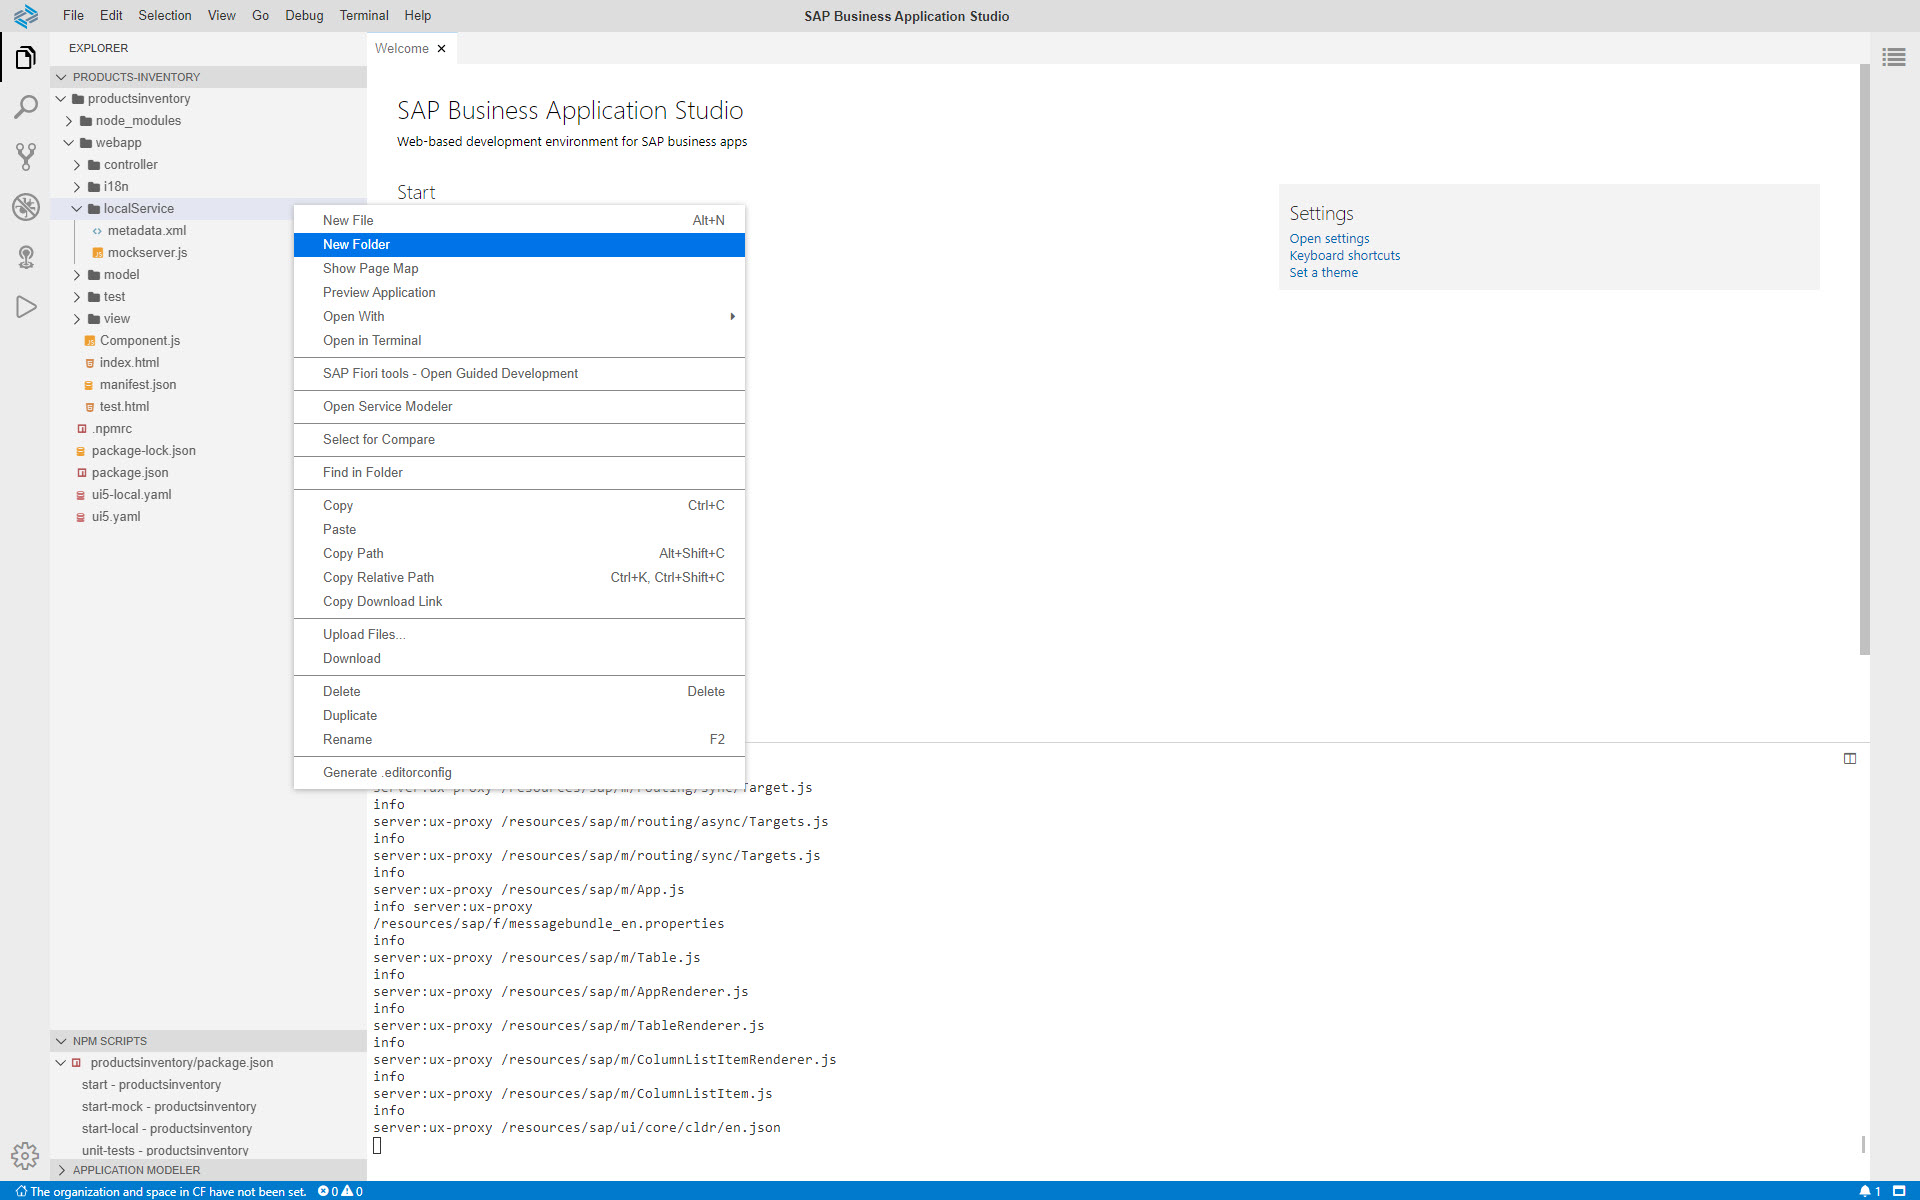 File Edit Selection View Go Debug Terminal Help
SAP Business Application Studio
EXPLORER
PRODUCTS-INVENTORY
productsinventory
node_modules
webapp
controller
i18n
localService
metadata.xml
mockserver.js
model
test
view
Component.js
index.html
manifest.json
test.html
.npmrc
package-lock.json
package.json
ui5-local.yaml
ui5.yaml
NPM SCRIPTS
productsinventory/package.json
start - productsinventory
start-mock - productsinventory
start-local - productsinventory
unit-tests - productsinventory
APPLICATION MODELER
Welcome
SAP Business Application Studio
Web-based development environment for SAP business apps
Start
Settings
Open settings
Keyboard shortcuts
Set a theme
New File Alt+N
New Folder
Show Page Map
Preview Application
Open With
Open in Terminal
SAP Fiori tools - Open Guided Development
Open Service Modeler
Select for Compare
Find in Folder
Copy Ctrl+C
Paste
Copy Path Alt+Shift+C
Copy Relative Path Ctrl+K, Ctrl+Shift+C
Copy Download Link
Upload Files...
Download
Delete Delete
Duplicate
Rename F2
Generate .editorconfig
server:ux-proxy /resources/sap/m/routing/sync/Target.js
info
server:ux-proxy /resources/sap/m/routing/async/Targets.js
info
server:ux-proxy /resources/sap/m/routing/sync/Targets.js
info
server:ux-proxy /resources/sap/m/App.js
info server:ux-proxy
/resources/sap/f/messagebundle_en.properties
info
server:ux-proxy /resources/sap/m/Table.js
info
server:ux-proxy /resources/sap/m/AppRenderer.js
info
server:ux-proxy /resources/sap/m/TableRenderer.js
info
server:ux-proxy /resources/sap/m/ColumnListItemRenderer.js
info
server:ux-proxy /resources/sap/m/ColumnListItem.js
info
server:ux-proxy /resources/sap/ui/core/cldr/en.json
The organization and space in CF have not been set. 0 0
1